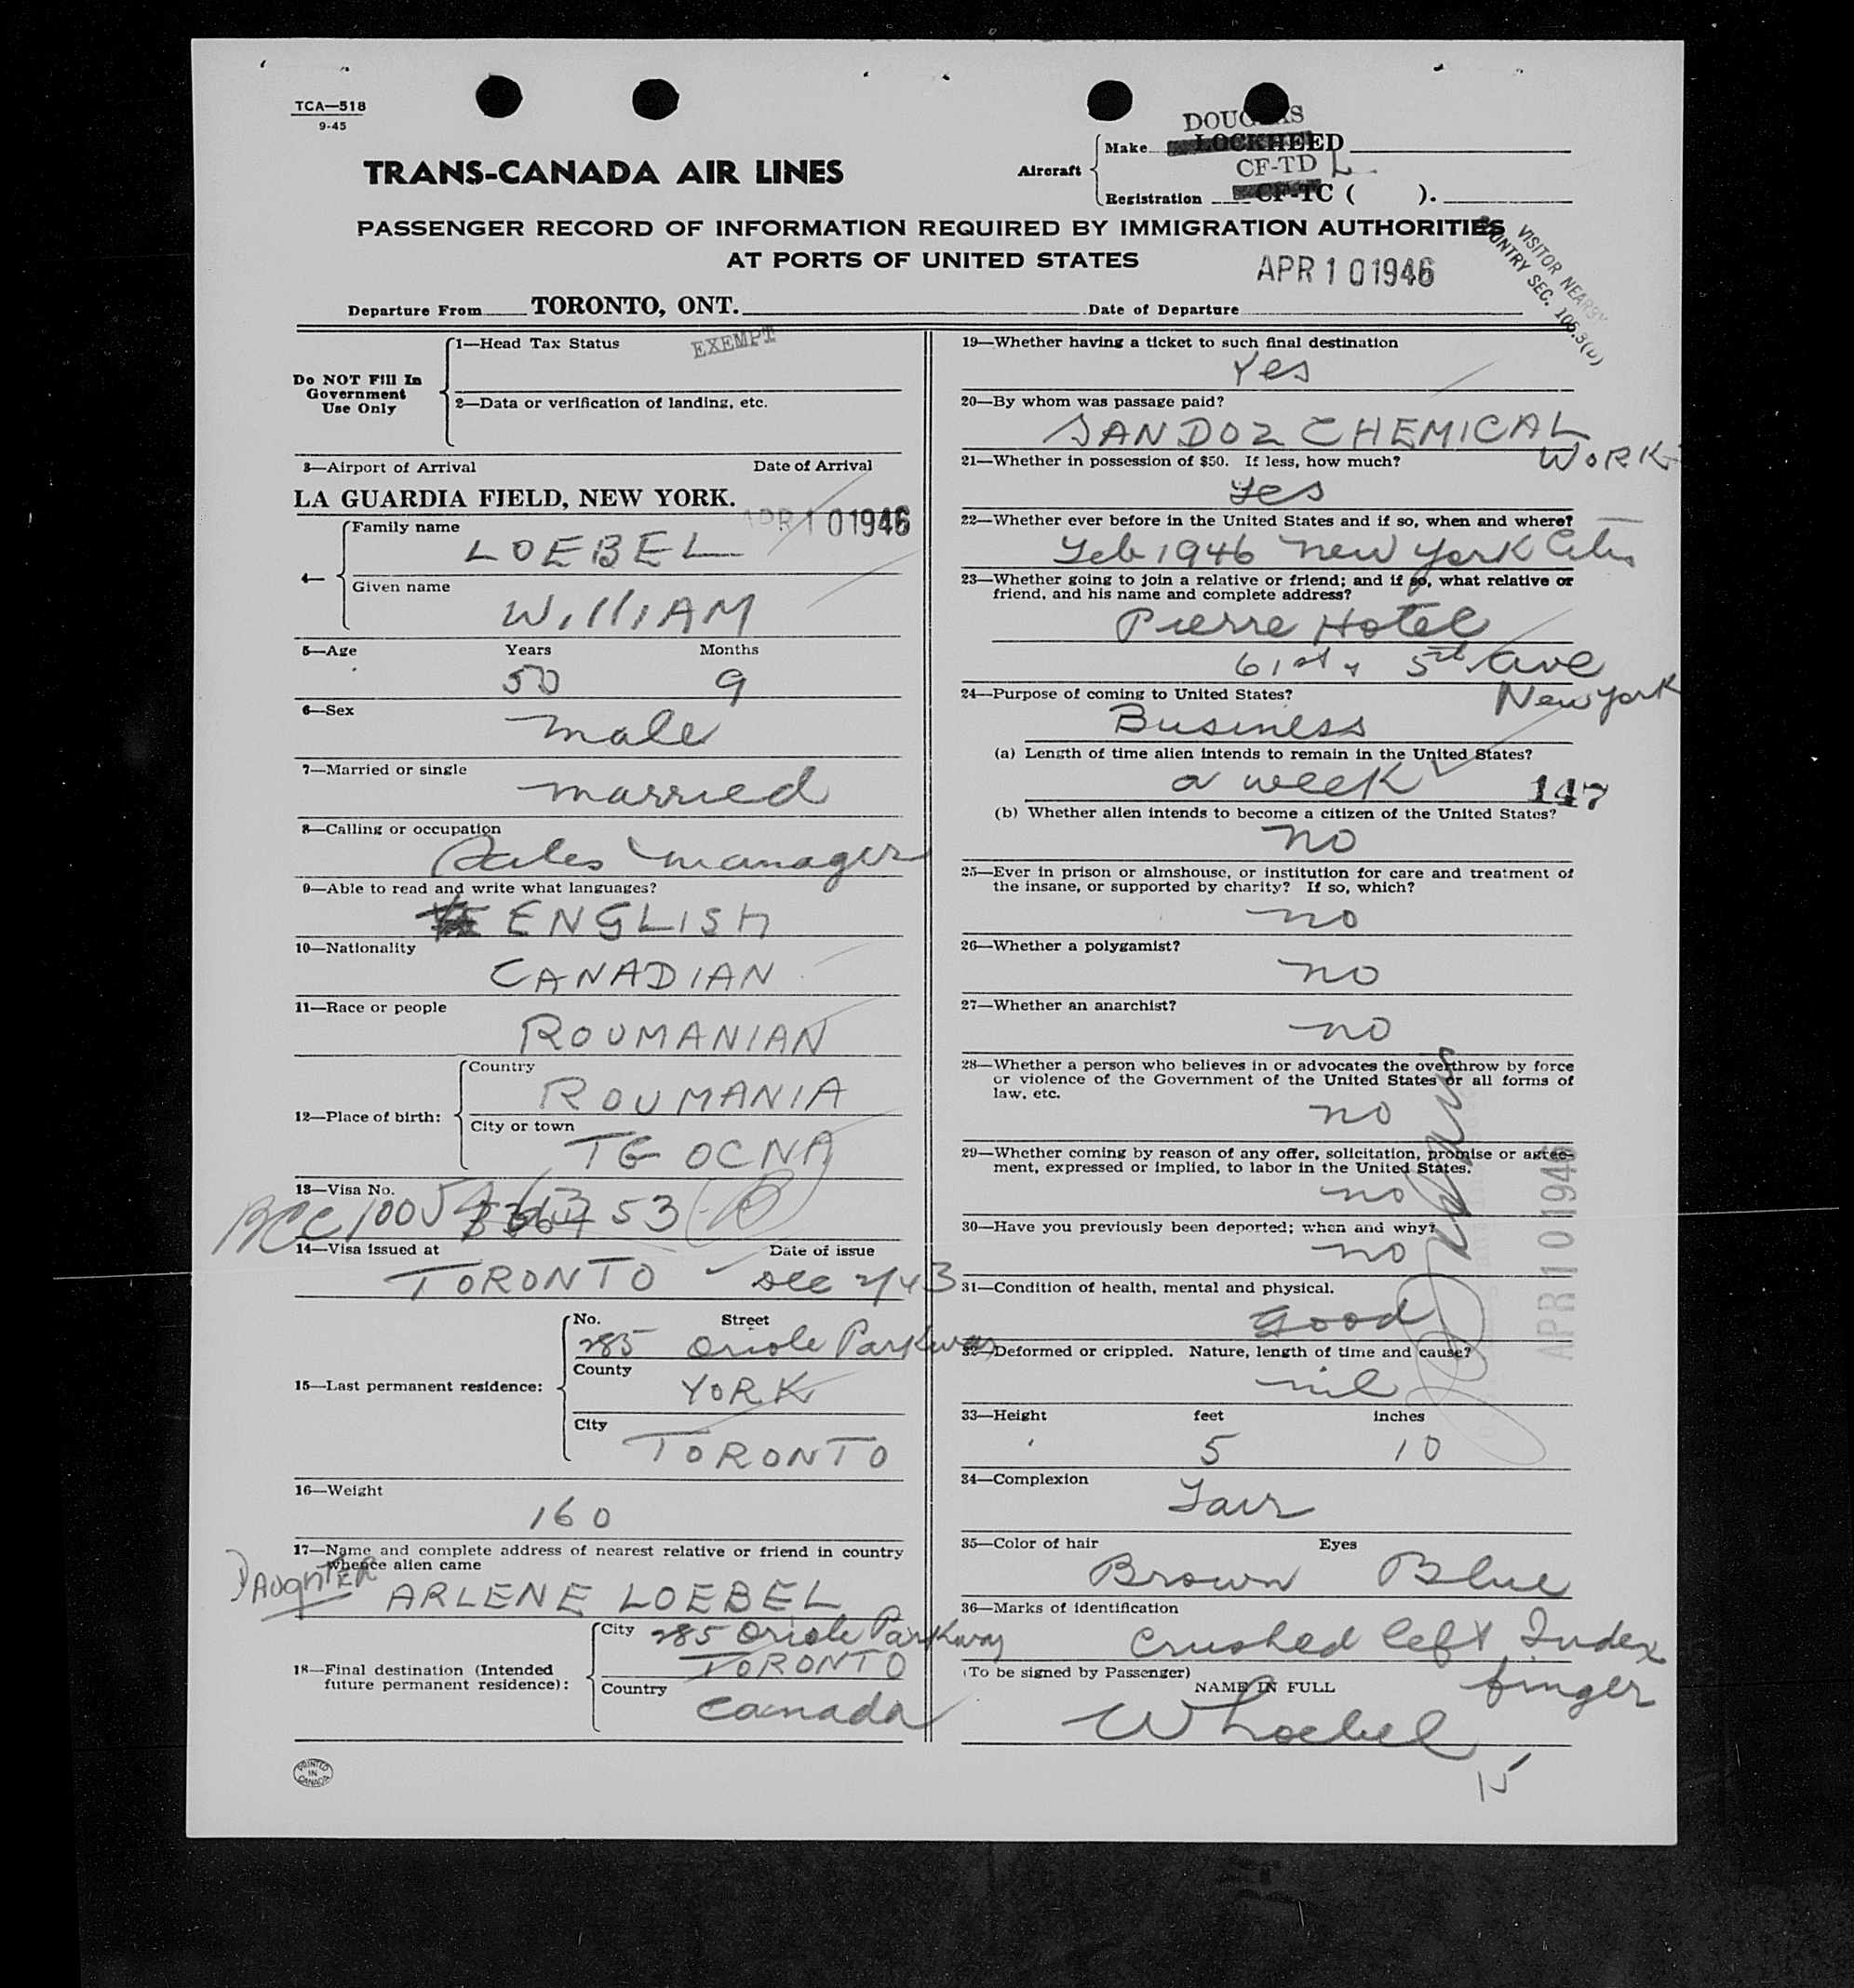 TCA—518
9-45
TRANS-CANADA AIR LINES
Aircraft
DOUGLAS
Make LOCKHEED
CF-TD L
Registration CF-TC ( ).
PASSENGER RECORD OF INFORMATION REQUIRED BY IMMIGRATION AUTHORITIES
AT PORTS OF UNITED STATES
APR 10 1946
VISITOR NEARBY
COUNTRY SEC.
Departure From TORONTO, ONT.
Date of Departure
Do NOT Fill In
Government
Use Only
1—Head Tax Status EXEMPT
2—Data or verification of landing, etc.
3—Airport of Arrival Date of Arrival
LA GUARDIA FIELD, NEW YORK. APR 10 1946
4—
Family name
LOEBEL
Given name
WILLIAM
5—Age Years Months
50 9
6—Sex
male
7—Married or single
married
8—Calling or occupation
Sales manager
9—Able to read and write what languages?
ENGLISH
10—Nationality
CANADIAN
11—Race or people
ROUMANIAN
12—Place of birth:
Country
ROUMANIA
City or town
TG OCNA
13—Visa No.
BCC 1005 53
14—Visa issued at Date of issue
TORONTO Dec 2/43
15—Last permanent residence:
No. Street
285 Oriole Parkway
County
YORK
City
TORONTO
16—Weight
160
17—Name and complete address of nearest relative or friend in country
whence alien came
DAUGHTER
ARLENE LOEBEL
18—Final destination (Intended
future permanent residence):
City 285 Oriole Parkway
TORONTO
Country
Canada
PRINTED
IN
CANADA
19—Whether having a ticket to such final destination
Yes
20—By whom was passage paid?
SANDOZ CHEMICAL
WORKS
21—Whether in possession of $50. If less, how much?
yes
22—Whether ever before in the United States and if so, when and where?
Feb 1946 New York City
23—Whether going to join a relative or friend; and if so, what relative or
friend, and his name and complete address?
Pierre Hotel
61st & 5th Ave
New York
24—Purpose of coming to United States?
Business
(a) Length of time alien intends to remain in the United States?
a week
147
(b) Whether alien intends to become a citizen of the United States?
no
25—Ever in prison or almshouse, or institution for care and treatment of
the insane, or supported by charity? If so, which?
no
26—Whether a polygamist?
no
27—Whether an anarchist?
no
28—Whether a person who believes in or advocates the overthrow by force
or violence of the Government of the United States or all forms of
law, etc.
no
29—Whether coming by reason of any offer, solicitation, promise or agree-
ment, expressed or implied, to labor in the United States.
no
APR 10 1946
30—Have you previously been deported; when and why?
no
31—Condition of health, mental and physical.
Good
32—Deformed or crippled. Nature, length of time and cause?
nil
33—Height feet inches
5 10
34—Complexion
Fair
35—Color of hair Eyes
Brown Blue
36—Marks of identification
Crushed left Index
finger
(To be signed by Passenger)
NAME IN FULL
W Loebel
15